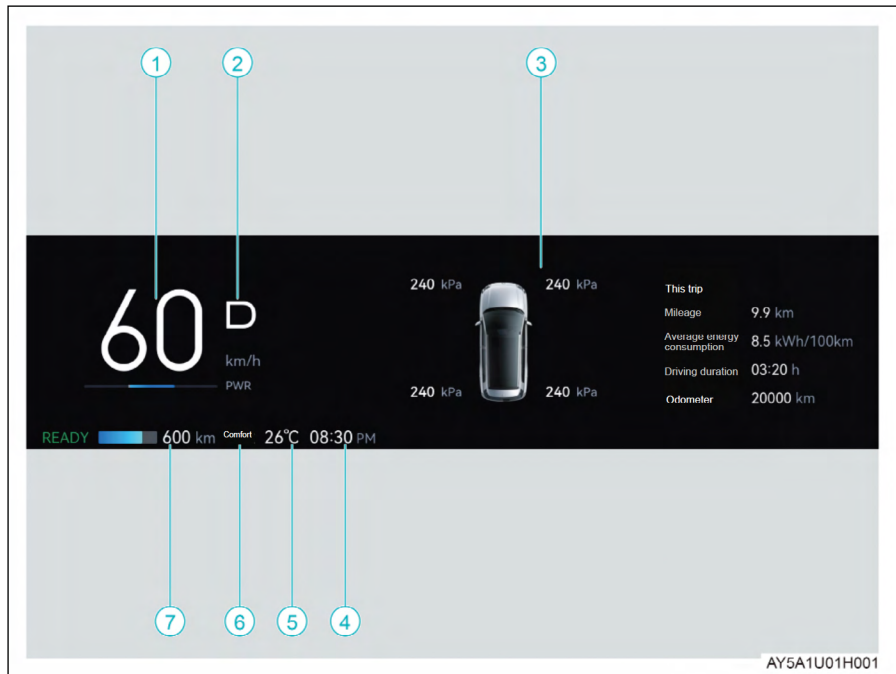 1 2 3
60 D
km/h
PWR
240 kPa 240 kPa
240 kPa 240 kPa
This trip
Mileage 9.9 km
Average energy
consumption 8.5 kWh/100km
Driving duration 03:20 h
Odometer 20000 km
READY 600 km Comfort 26℃ 08:30 PM
7 6 5 4
AY5A1U01H001